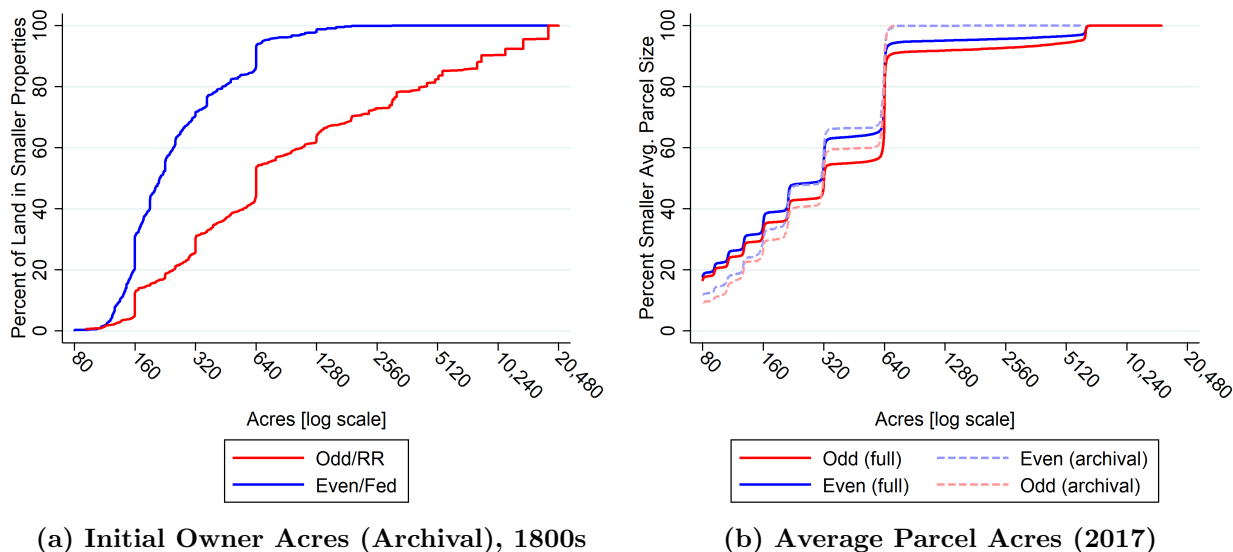 Percent of Land in Smaller Properties
100
80
60
40
20
0
80
160
320
640
1280
2560
5120
10,240
20,480
Acres [log scale]
Odd/RR
Even/Fed
(a) Initial Owner Acres (Archival), 1800s
Percent Smaller Avg. Parcel Size
100
80
60
40
20
0
80
160
320
640
1280
2560
5120
10,240
20,480
Acres [log scale]
Odd (full)
Even (archival)
Even (full)
Odd (archival)
(b) Average Parcel Acres (2017)